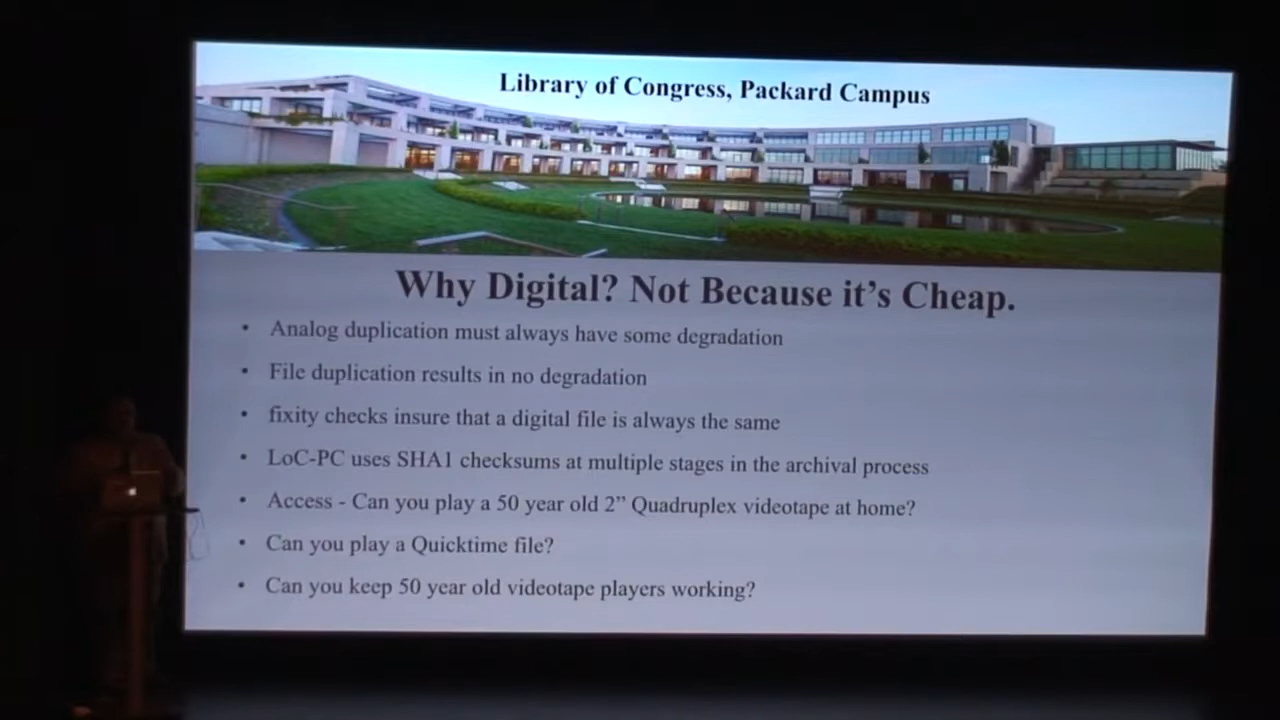 Library of Congress, Packard Campus
Why Digital? Not Because it's Cheap.
• Analog duplication must always have some degradation
• File duplication results in no degradation
• fixity checks insure that a digital file is always the same
• LoC-PC uses SHA1 checksums at multiple stages in the archival process
• Access - Can you play a 50 year old 2” Quadruplex videotape at home?
• Can you play a Quicktime file?
• Can you keep 50 year old videotape players working?